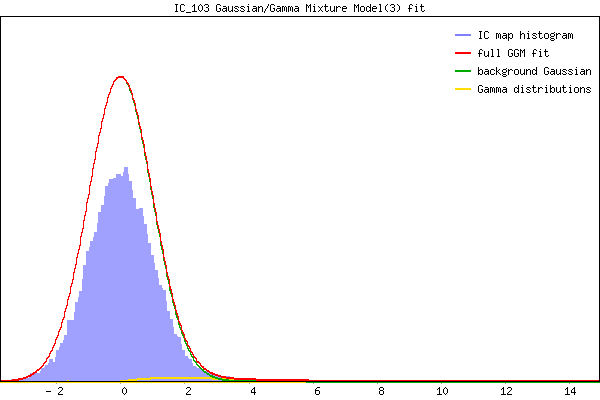 IC_103 Gaussian/Gamma Mixture Model(3) fit
IC map histogram
full GGM fit
background Gaussian
Gamma distributions
-2 0 2 4 6 8 10 12 14